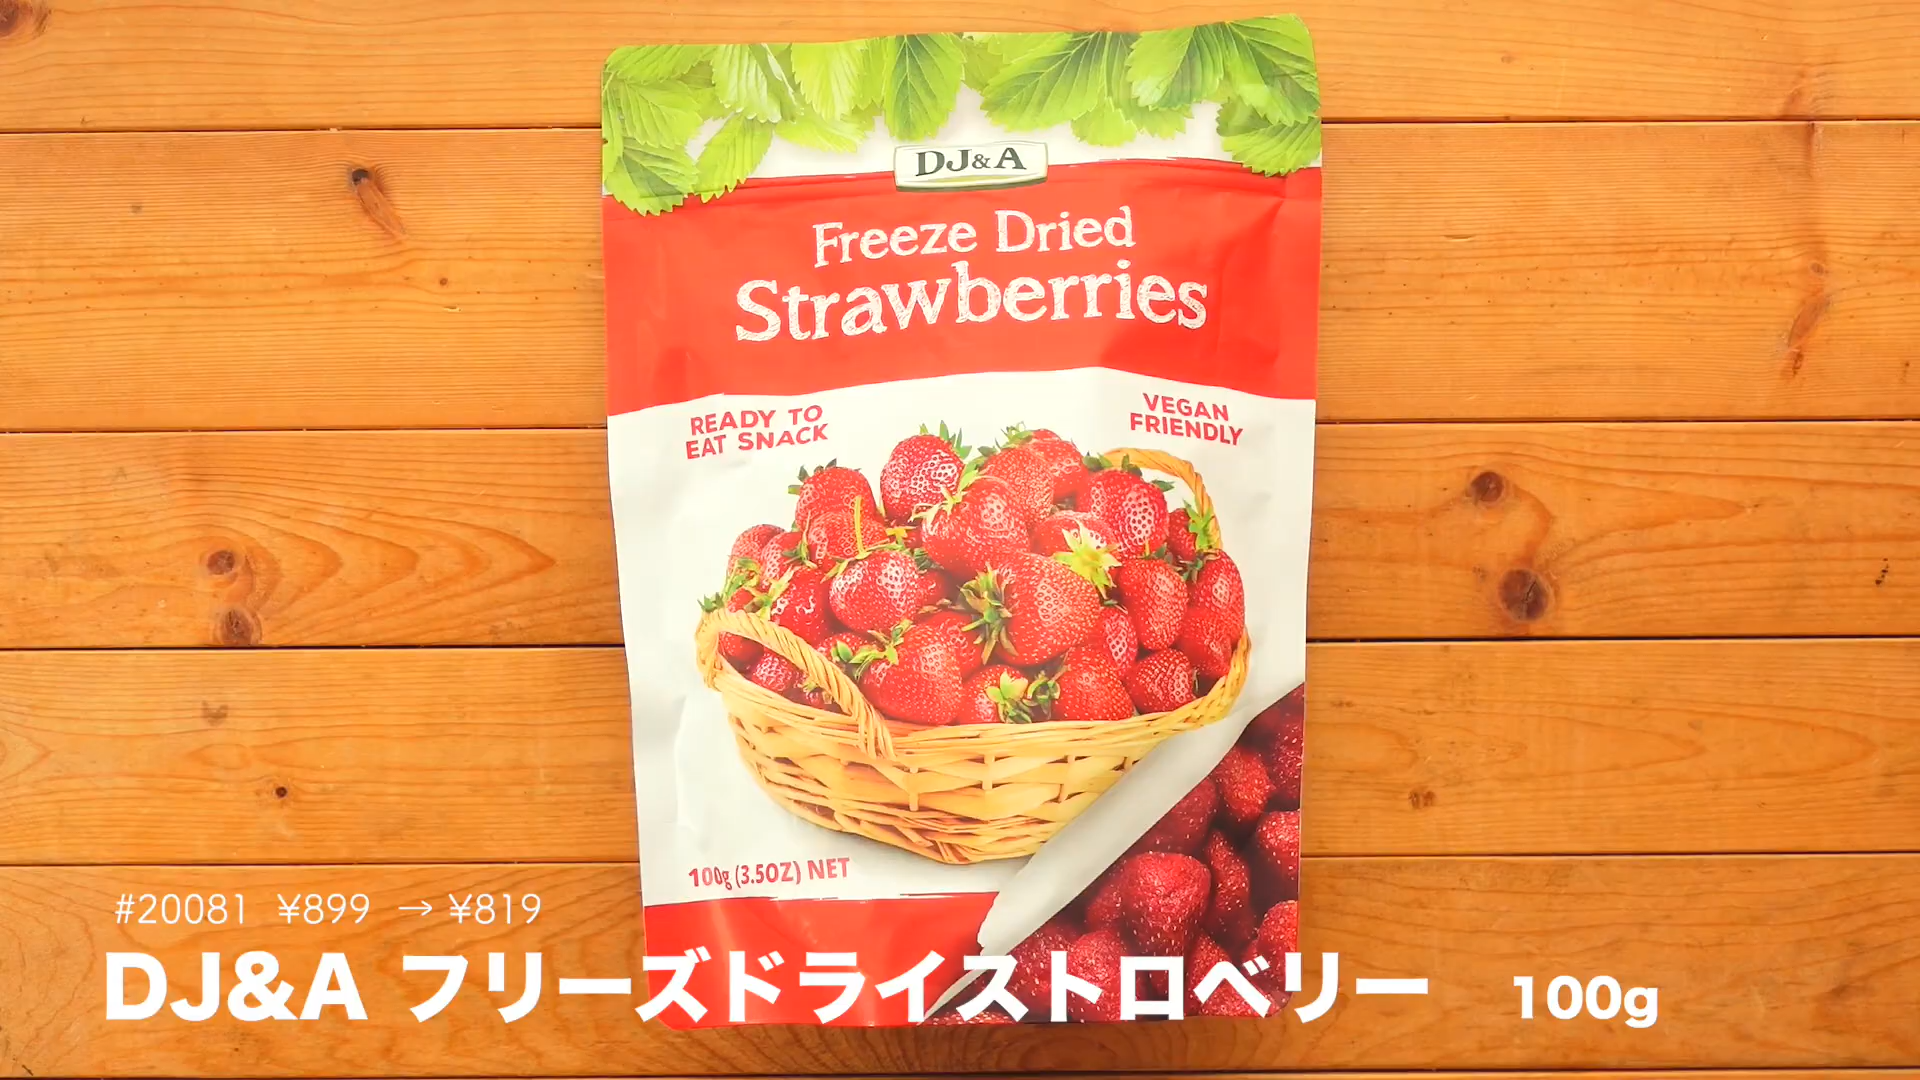 DJ&A
Freeze Dried
Strawberries
READY TO
EAT SNACK
VEGAN
FRIENDLY
100g (3.5OZ) NET
#20081 ¥899 → ¥819
DJ&A フリーズドライストロベリー 100g